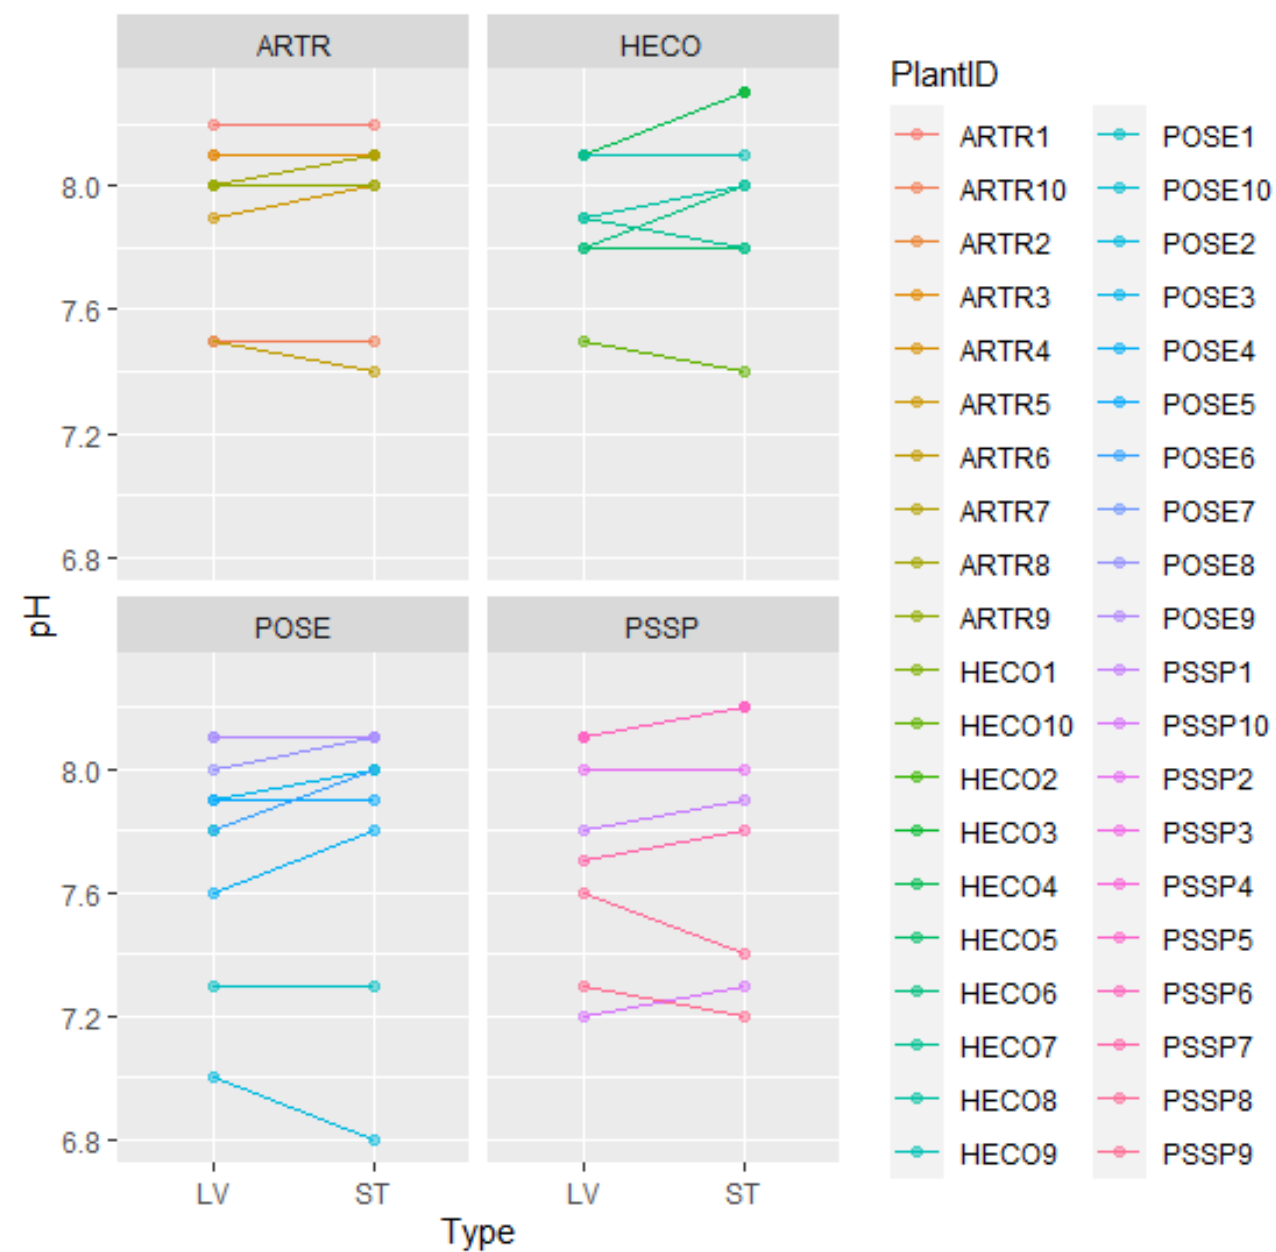 ARTR
HECO
8.0
7.6
7.2
6.8
pH
POSE
PSSP
8.0
7.6
7.2
6.8
LV
ST
LV
ST
Type
PlantID
ARTR1
ARTR10
ARTR2
ARTR3
ARTR4
ARTR5
ARTR6
ARTR7
ARTR8
ARTR9
HECO1
HECO10
HECO2
HECO3
HECO4
HECO5
HECO6
HECO7
HECO8
HECO9
POSE1
POSE10
POSE2
POSE3
POSE4
POSE5
POSE6
POSE7
POSE8
POSE9
PSSP1
PSSP10
PSSP2
PSSP3
PSSP4
PSSP5
PSSP6
PSSP7
PSSP8
PSSP9